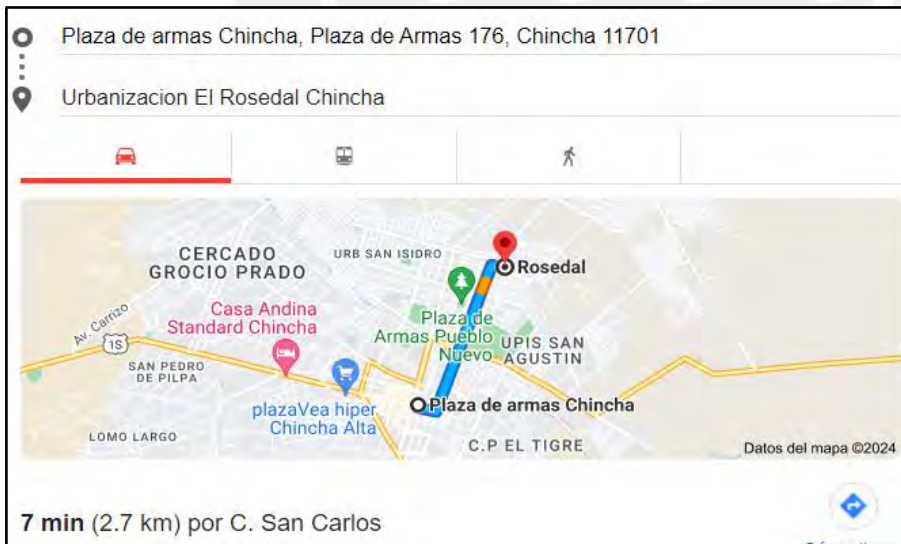 Plaza de armas Chincha, Plaza de Armas 176, Chincha 11701
Urbanizacion El Rosedal Chincha
CERCADO
GROCIO PRADO
URB SAN ISIDRO
Rosedal
Casa Andina
Standard Chincha
Av. Carrizo
1S
Plaza de
Armas Pueblo
Nuevo
UPIS SAN
AGUSTIN
SAN PEDRO
DE PILPA
plazaVea hiper
Chincha Alta
Plaza de armas Chincha
LOMO LARGO
C.P EL TIGRE
Datos del mapa ©2024
7 min (2.7 km) por C. San Carlos